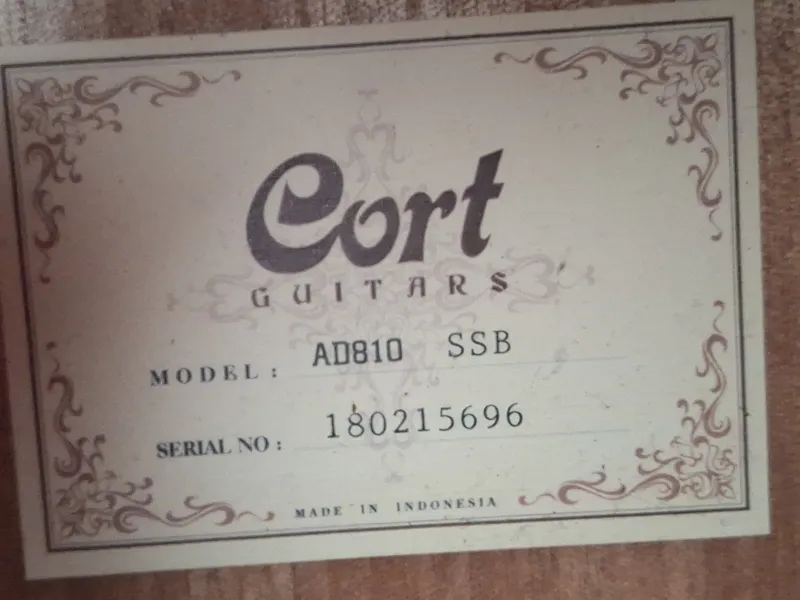 Cort
GUITARS
MODEL: AD810 SSB
SERIAL NO: 180215696
MADE IN INDONESIA